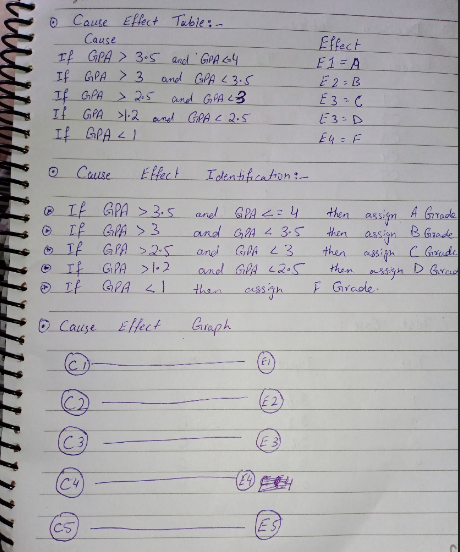 Cause Effect Table:-
Cause Effect
If GPA > 3.5 and GPA <4 E1 = A
If GPA > 3 and GPA < 3.5 E2 = B
If GPA > 2.5 and GPA < 3 E3 = C
If GPA >1.2 and GPA < 2.5 E3 = D
If GPA < 1 E4 = F
Cause Effect Identification:-
If GPA > 3.5 and GPA <= 4 then assign A Grade
If GPA > 3 and GPA < 3.5 then assign B Grade
If GPA > 2.5 and GPA < 3 then assign C Grade
If GPA >1.2 and GPA < 2.5 then assign D Grad
If GPA < 1 then assign F Grade.
Cause Effect Graph
C1 E1
C2 E2
C3 E3
C4 E4
C5 E5